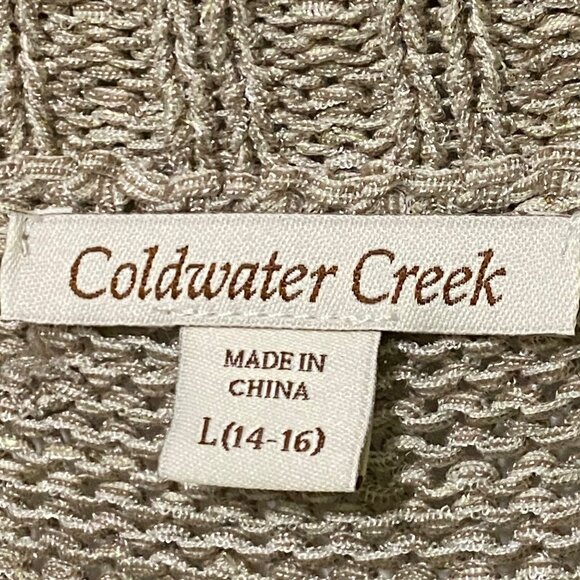 Coldwater Creek
MADE IN
CHINA
L(14-16)